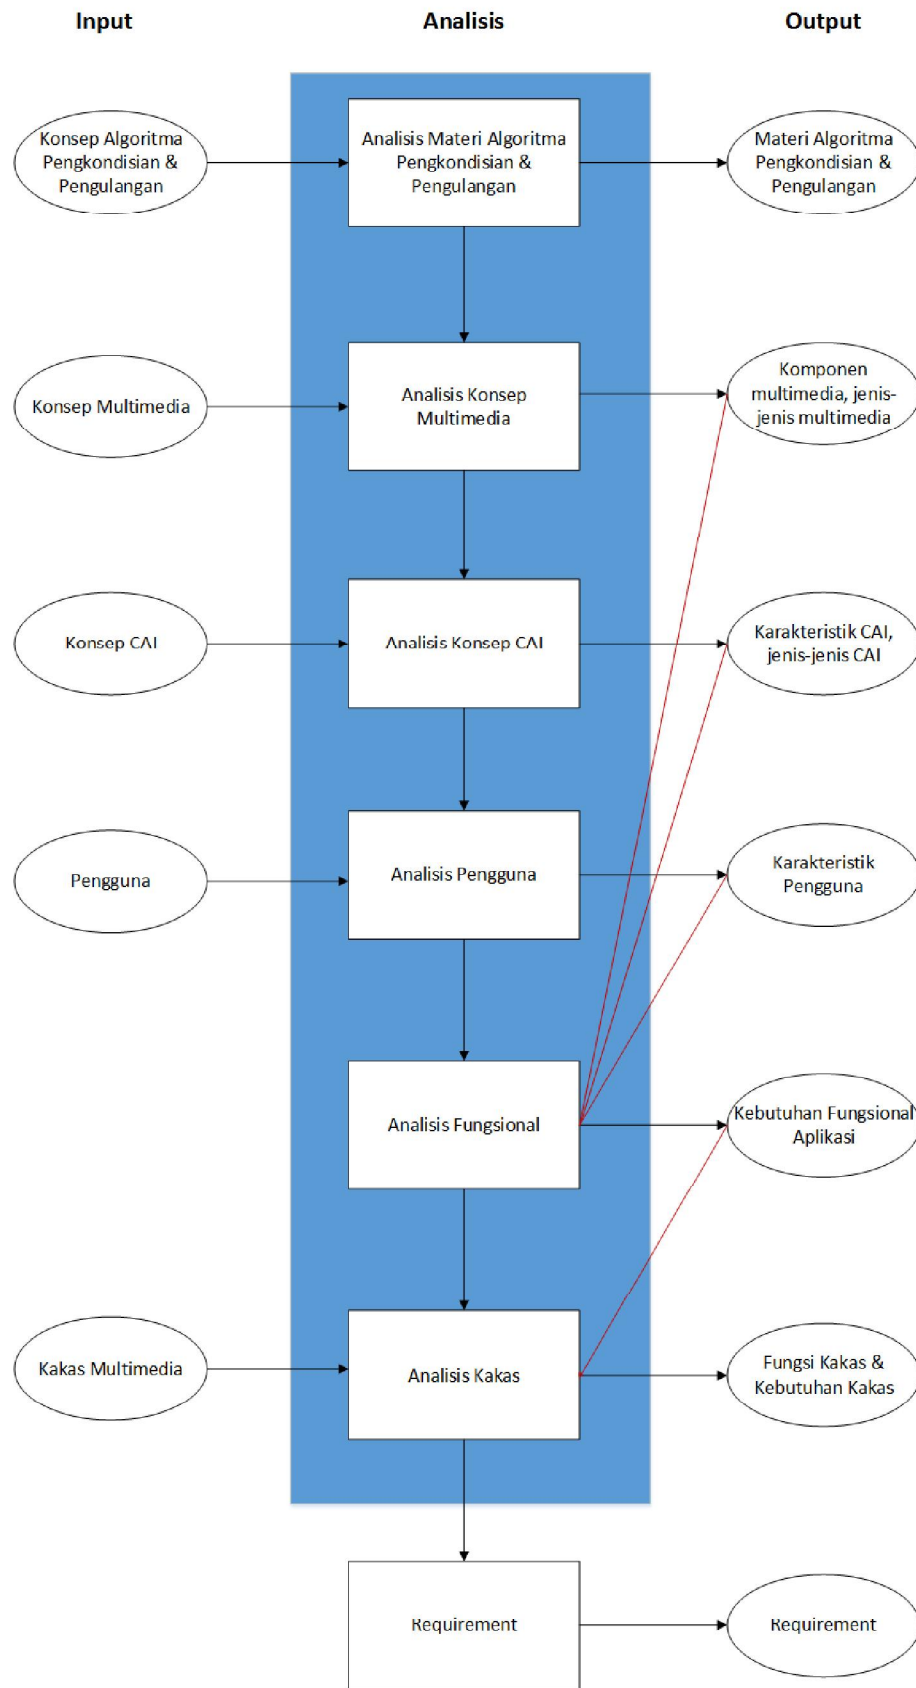 Input
Analisis
Output
Konsep Algoritma
Pengkondisian &
Pengulangan
Analisis Materi Algoritma
Pengkondisian &
Pengulangan
Materi Algoritma
Pengkondisian &
Pengulangan
Konsep Multimedia
Analisis Konsep
Multimedia
Komponen
multimedia, jenis-
jenis multimedia
Konsep CAI
Analisis Konsep CAI
Karakteristik CAI,
jenis-jenis CAI
Pengguna
Analisis Pengguna
Karakteristik
Pengguna
Analisis Fungsional
Kebutuhan Fungsional
Aplikasi
Kakas Multimedia
Analisis Kakas
Fungsi Kakas &
Kebutuhan Kakas
Requirement
Requirement